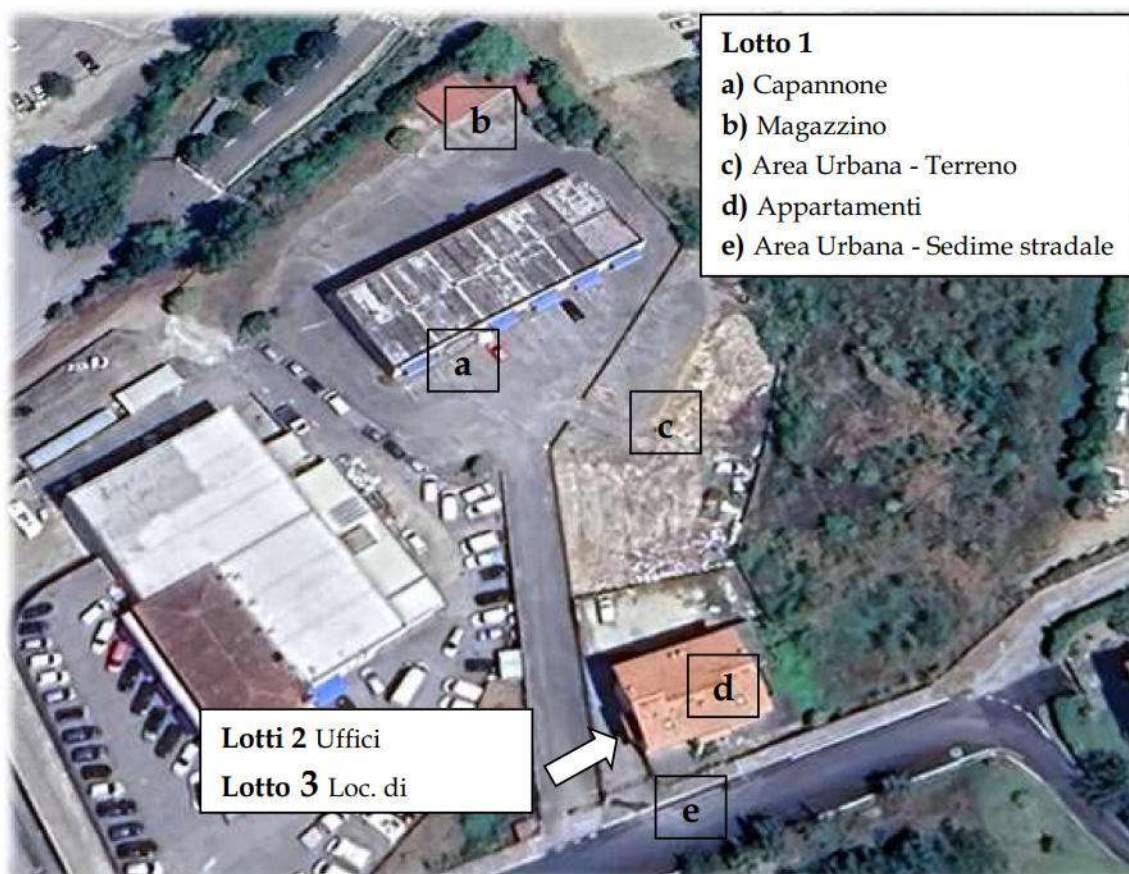 Lotto 1
a) Capannone
b) Magazzino
c) Area Urbana - Terreno
d) Appartamenti
e) Area Urbana - Sedime stradale
b
a
c
d
Lotti 2 Uffici
Lotto 3 Loc. di
e